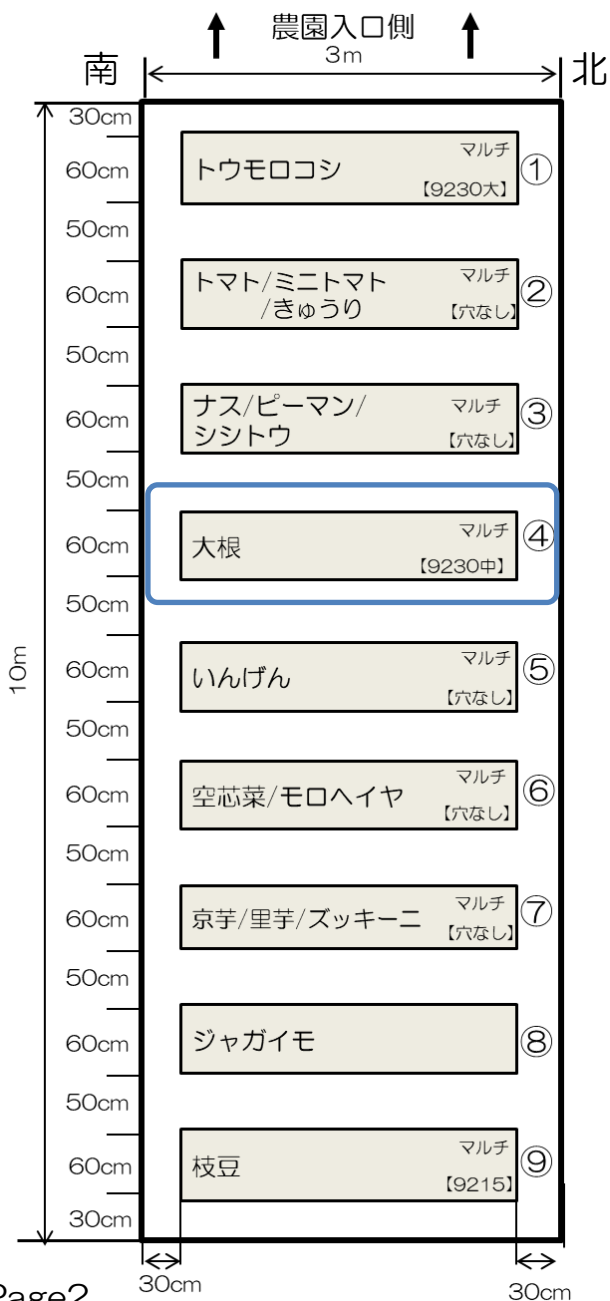 農園入口側
3m
南
北
30cm
60cm
トウモロコシ
マルチ
【9230大】
①
50cm
60cm
トマト/ミニトマト
/きゅうり
マルチ
【穴なし】
②
50cm
60cm
ナス/ピーマン/
シシトウ
マルチ
【穴なし】
③
50cm
60cm
大根
マルチ
【9230中】
④
50cm
60cm
いんげん
マルチ
【穴なし】
⑤
10m
50cm
60cm
空芯菜/モロヘイヤ
マルチ
【穴なし】
⑥
50cm
60cm
京芋/里芋/ズッキーニ
マルチ
【穴なし】
⑦
50cm
60cm
ジャガイモ
⑧
50cm
60cm
枝豆
マルチ
【9215】
⑨
30cm
30cm
30cm
Page2